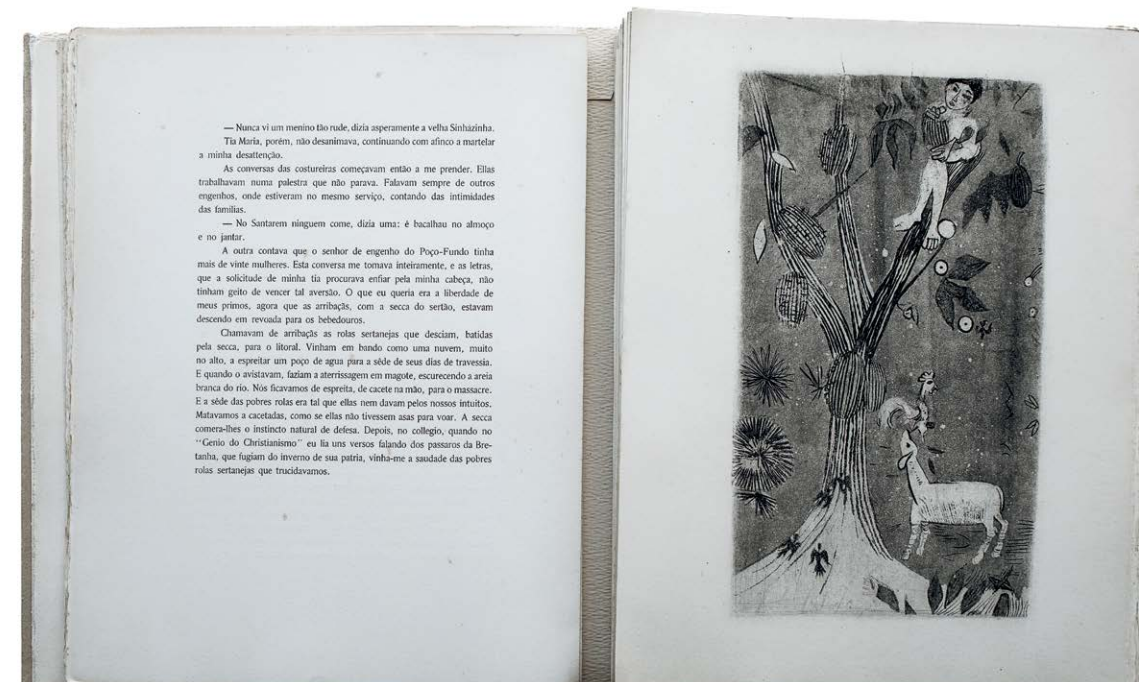 — Nunca vi um menino tão rude, dizia asperamente a velha Sinházinha.
Tia Maria, porém, não desanimava, continuando com afinco a martelar
a minha desattenção.
As conversas das costureiras começavam então a me prender. Ellas
trabalhavam numa palestra que não parava. Falavam sempre de outros
engenhos, onde estiveram no mesmo serviço, contando das intimidades
das familias.
— No Santarem ninguem come, dizia uma: é bacalhau no almoço
e no jantar.
A outra contava que o senhor de engenho do Poço-Fundo tinha
mais de vinte mulheres. Esta conversa me tomava inteiramente, e as letras,
que a solicitude de minha tia procurava enfiar pela minha cabeça, não
tinham geito de vencer tal aversão. O que eu queria era a liberdade de
meus primos, agora que as arribaçãs, com a secca do sertão, estavam
descendo em revoada para os bebedouros.
Chamavam de arribaçãs as rolas sertanejas que desciam, batidas
pela secca, para o litoral. Vinham em bando como uma nuvem, muito
no alto, a espreitar um poço de agua para a sêde de seus dias de travessia.
E quando o avistavam, faziam a aterrissagem em magote, escurecendo a areia
branca do rio. Nós ficavamos de espreita, de cacete na mão, para o massacre.
E a sêde das pobres rolas era tal que ellas nem davam pelos nossos intuitos.
Matavamos a cacetadas, como se ellas não tivessem asas para voar. A secca
comera-lhes o instincto natural de defesa. Depois, no collegio, quando no
"Genio do Christianismo" eu lia uns versos falando dos passaros da Bre-
tanha, que fugiam do inverno de sua patria, vinha-me a saudade das pobres
rolas sertanejas que trucidavamos.